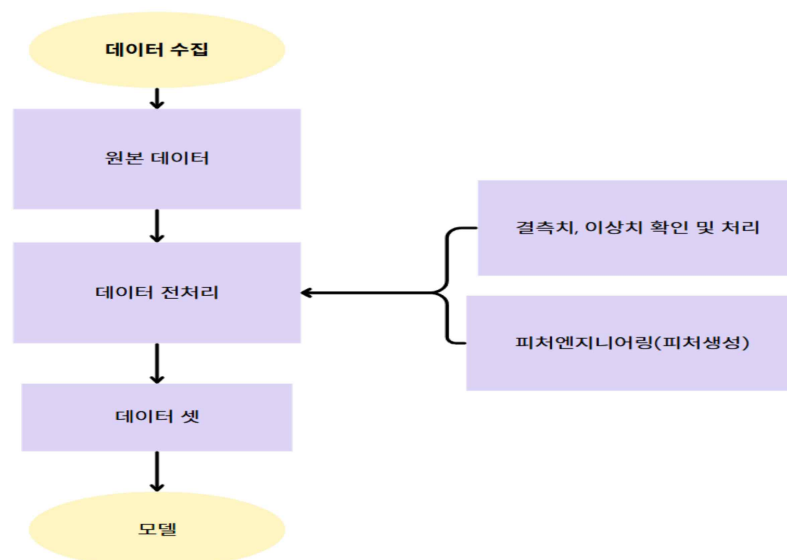 데이터 수집
원본 데이터
데이터 전처리
결측치, 이상치 확인 및 처리
피처엔지니어링(피처생성)
데이터 셋
모델